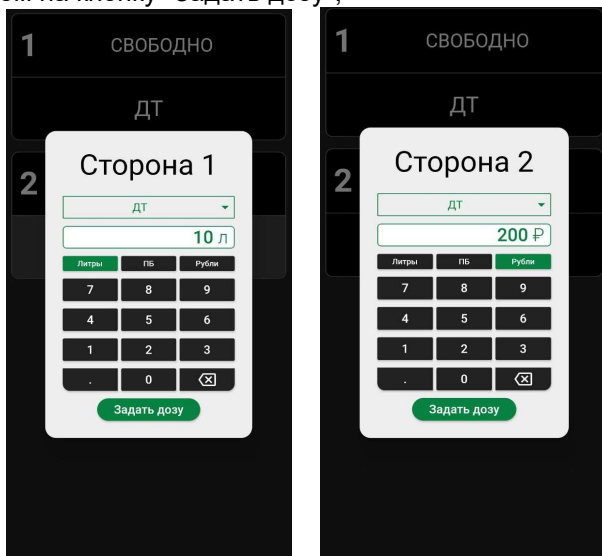 на кнопку "Задать дозу",
1 СВОБОДНО
ДТ
2
Сторона 1
ДТ
10 л
Литры ПБ Рубли
7 8 9
4 5 6
1 2 3
. 0
Задать дозу
1 СВОБОДНО
ДТ
2
Сторона 2
ДТ
200 ₽
Литры ПБ Рубли
7 8 9
4 5 6
1 2 3
. 0
Задать дозу